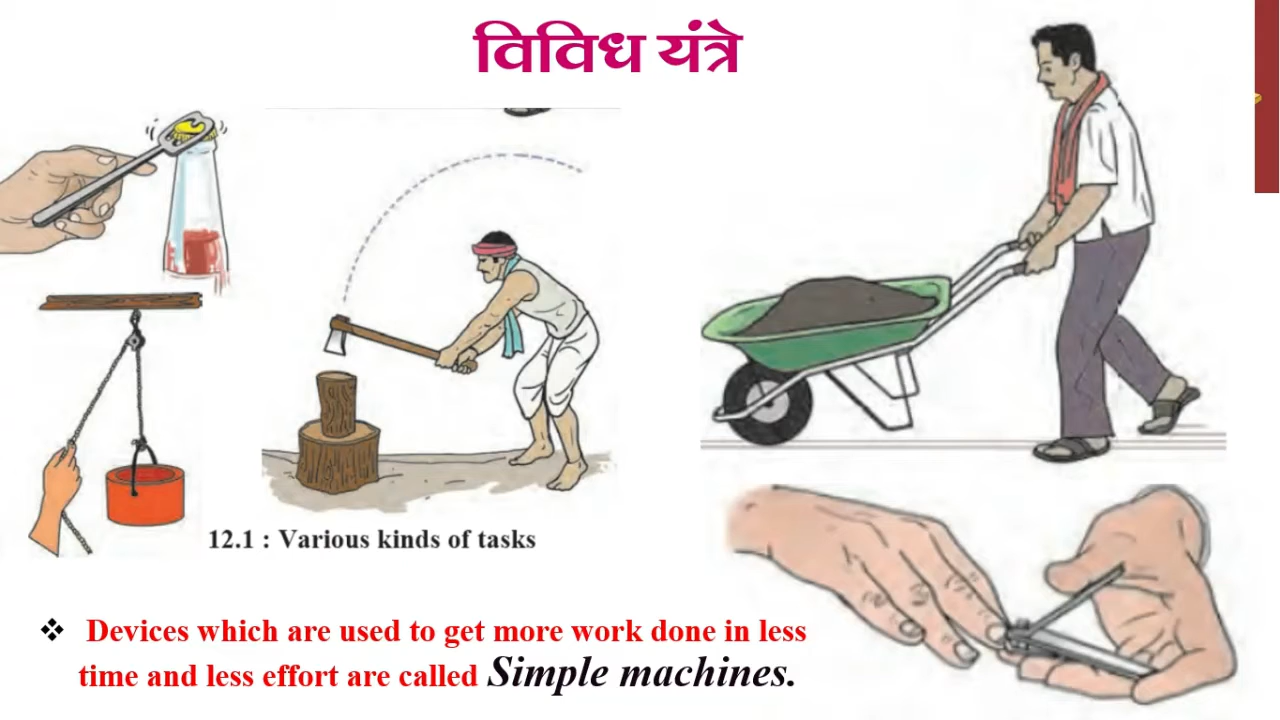 विविध यंत्रे
12.1 : Various kinds of tasks
❖ Devices which are used to get more work done in less
time and less effort are called Simple machines.